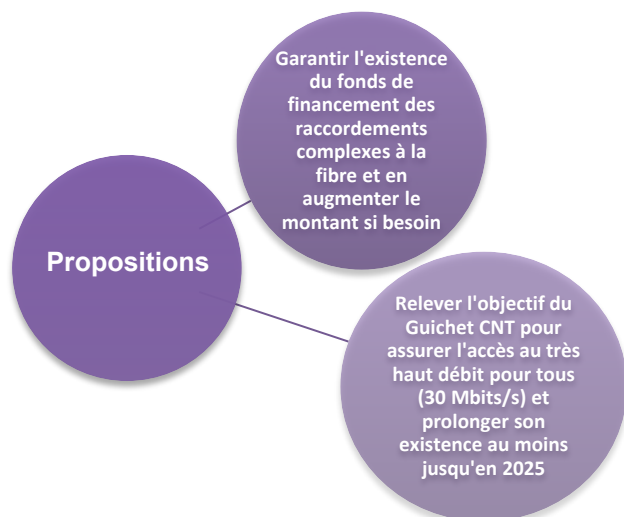 Garantir l'existence
du fonds de
financement des
raccordements
complexes à la
fibre et en
augmenter le
montant si besoin
Propositions
Relever l'objectif du
Guichet CNT pour
assurer l'accès au très
haut débit pour tous
(30 Mbits/s) et
prolonger son
existence au moins
jusqu'en 2025